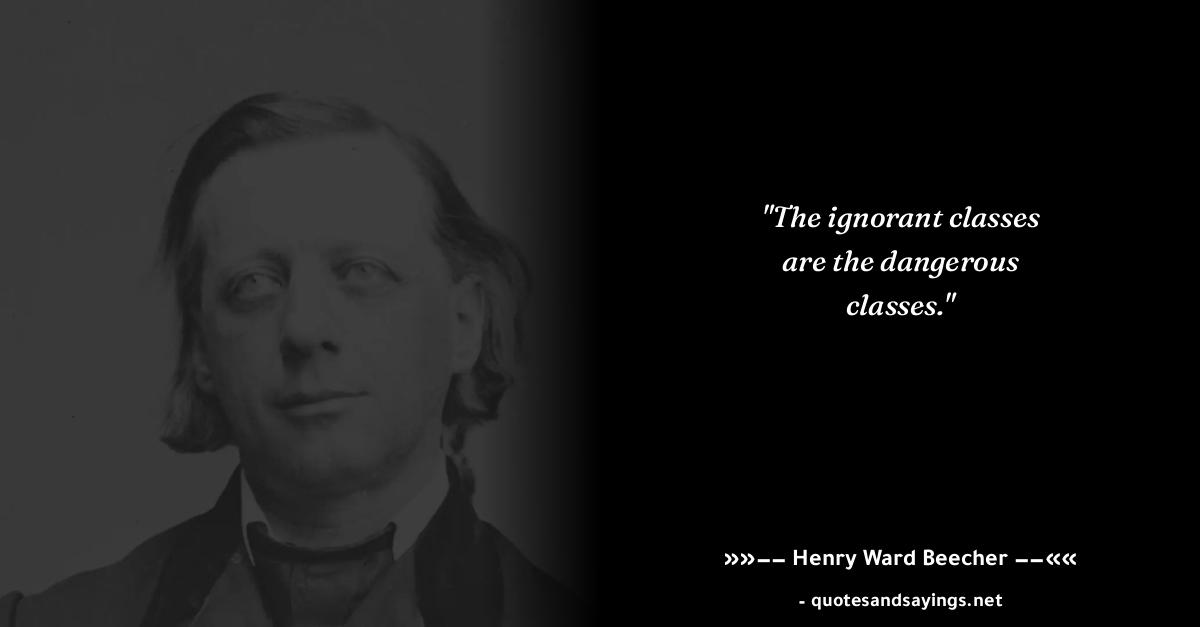 "The ignorant classes
are the dangerous
classes."
»»–– Henry Ward Beecher ––««
- quotesandsayings.net